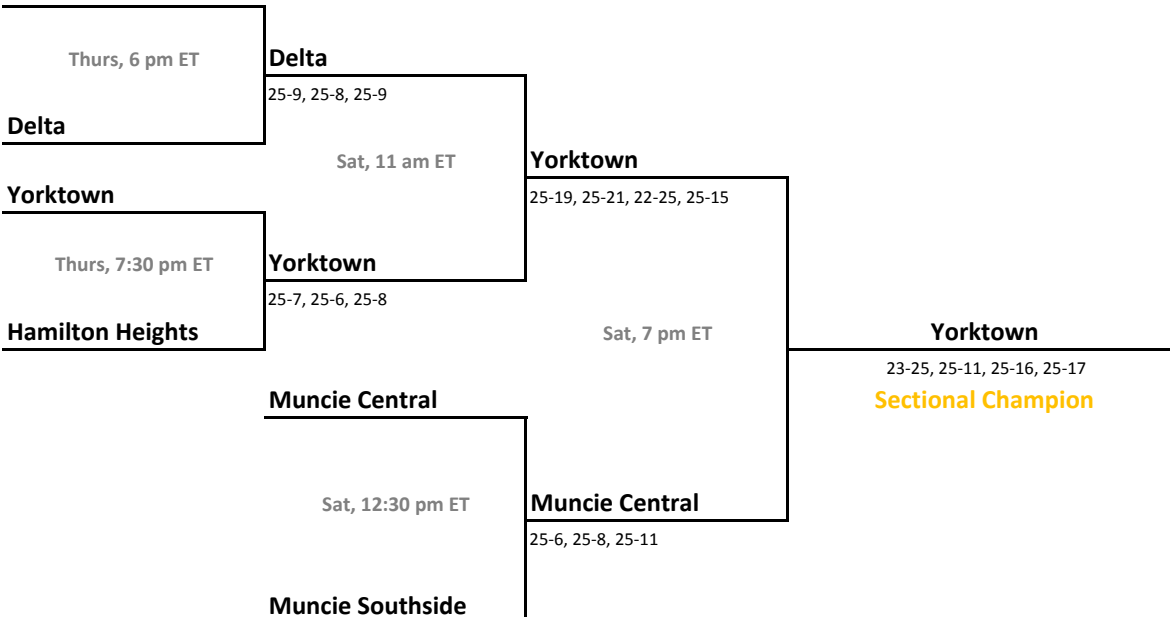 Thurs, 6 pm ET
Delta
25-9, 25-8, 25-9
Delta
Sat, 11 am ET
Yorktown
Yorktown
25-19, 25-21, 22-25, 25-15
Thurs, 7:30 pm ET
Yorktown
25-7, 25-6, 25-8
Hamilton Heights
Sat, 7 pm ET
Yorktown
23-25, 25-11, 25-16, 25-17
Muncie Central
Sectional Champion
Sat, 12:30 pm ET
Muncie Central
25-6, 25-8, 25-11
Muncie Southside